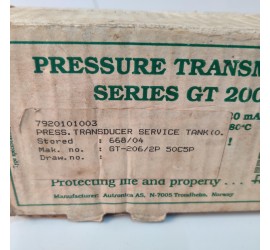 PRESSURE TRANSM
SERIES GT 200
20 mA
80°C
7920101003
PRESS.TRANSDUCER SERVICE TANK(O.
Stored : 668/04
Mak. no. : GT-206/2P 50C5P
Draw.no. :
Protecting life and property . . .
Manufacturer: Autronica AS, N-7005 Trondheim, Norway